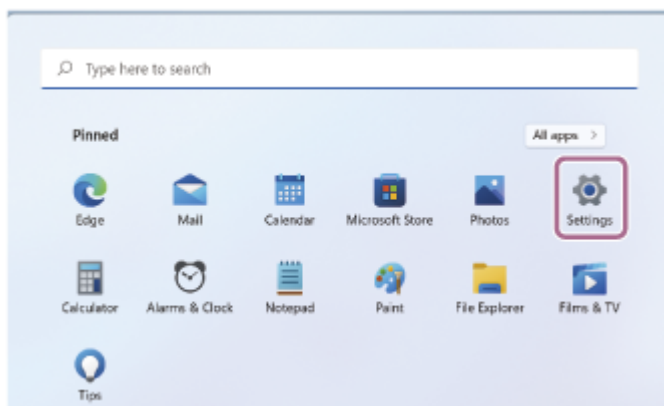 Type here to search
Pinned
All apps >
Edge Mail Calendar Microsoft Store Photos Settings
Calculator Alarms & Clock Notepad Paint File Explorer Films & TV
Tips